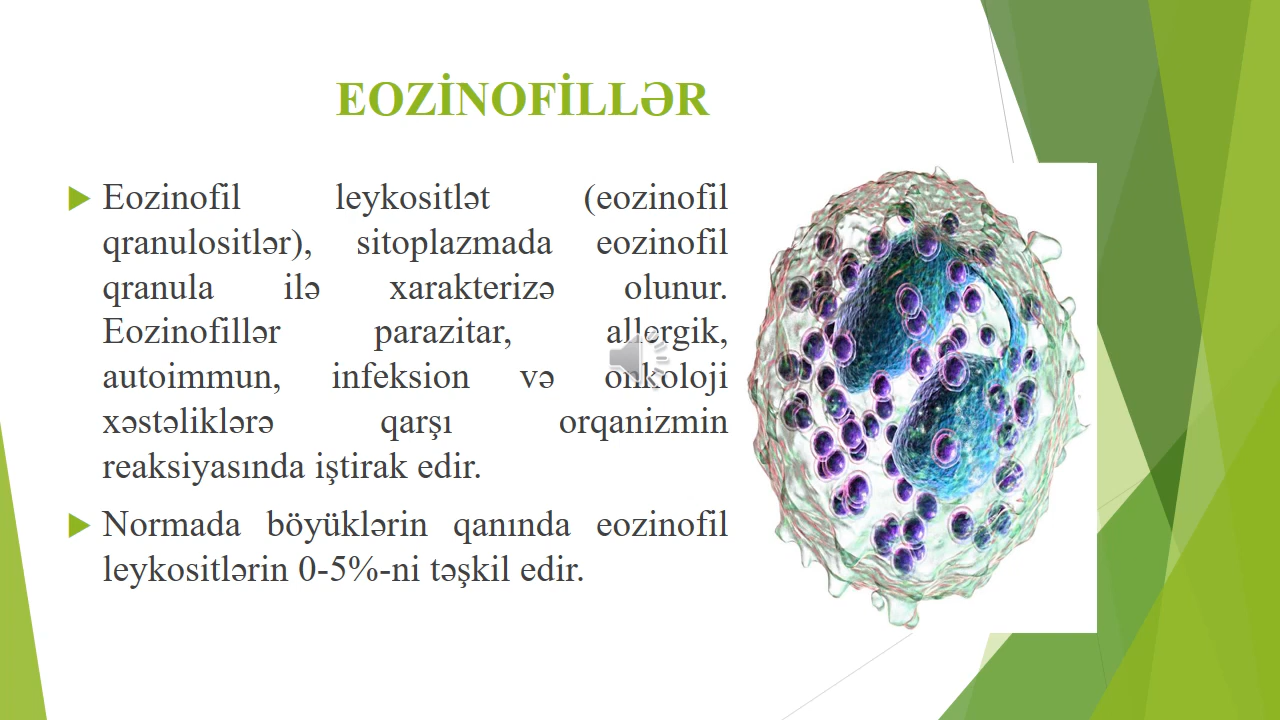 EOZİNOFİLLƏR
Eozinofil leykositlət (eozinofil
qranulositlər), sitoplazmada eozinofil
qranula ilə xarakterizə olunur.
Eozinofillər parazitar, allergik,
autoimmun, infeksion və onkoloji
xəstəliklərə qarşı orqanizmin
reaksiyasında iştirak edir.
Normada böyüklərin qanında eozinofil
leykositlərin 0-5%-ni təşkil edir.